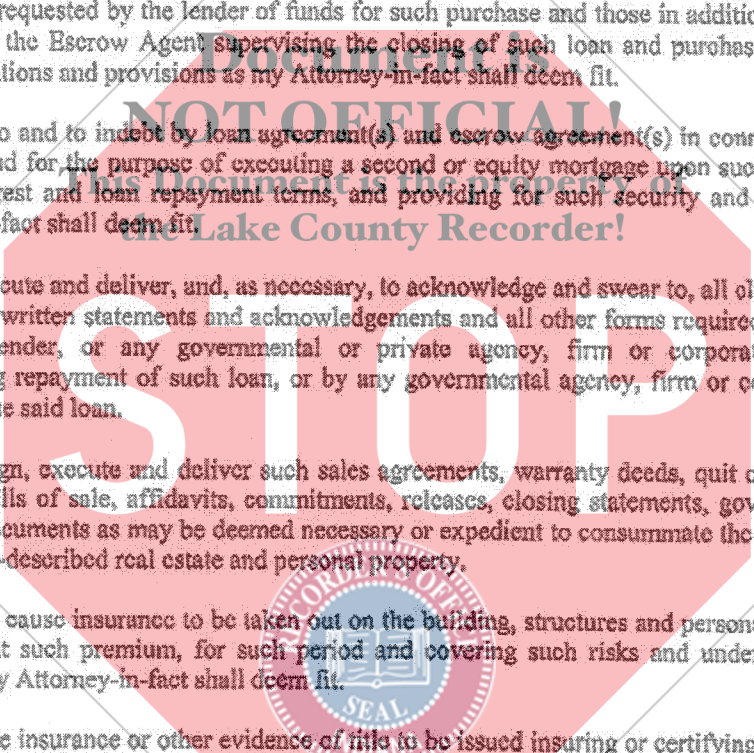 requested by the lender of funds for such purchase and those in additi
the Escrow Agent supervising the closing of such loan and purchas
tions and provisions as my Attorney-in-fact shall deem fit.
Document is
NOT OFFICIAL!
This Document is the property of
the Lake County Recorder!
o and to indebt by loan agreement(s) and escrow agreement(s) in con
nd for the purpose of executing a second or equity mortgage upon suc
rest and loan repayment terms, and providing for such security and
-fact shall deem fit.
STOP
cute and deliver, and, as necessary, to acknowledge and swear to, all
written statements and acknowledgements and all other forms require
ender, or any governmental or private agency, firm or corpora
g repayment of such loan, or by any governmental agency, firm or c
e said loan.
gn, execute and deliver such sales agreements, warranty deeds, quit c
ills of sale, affidavits, commitments, releases, closing statements, gov
cuments as may be deemed necessary or expedient to consummate the
-described real estate and personal property.
cause insurance to be taken out on the building, structures and person
t such premium, for such period and covering such risks and unde
y Attorney-in-fact shall deem fit.
RECORDER'S OFFICE
SEAL
e insurance or other evidence of title to be issued insuring or certifying